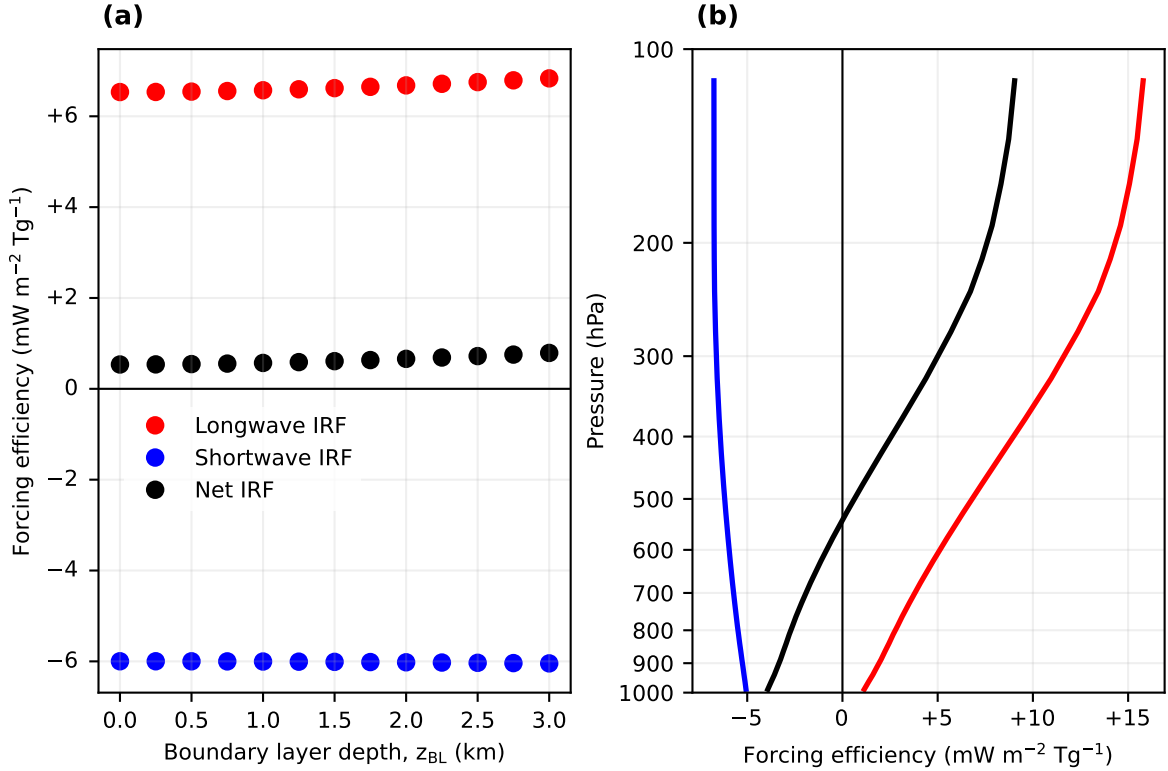 (a)
Forcing efficiency (mW m⁻² Tg⁻¹)
+6
+4
+2
0
−2
−4
−6
Longwave IRF
Shortwave IRF
Net IRF
0.0 0.5 1.0 1.5 2.0 2.5 3.0
Boundary layer depth, z_BL (km)
(b)
Pressure (hPa)
100
200
300
400
500
600
700
800
900
1000
−5 0 +5 +10 +15
Forcing efficiency (mW m⁻² Tg⁻¹)